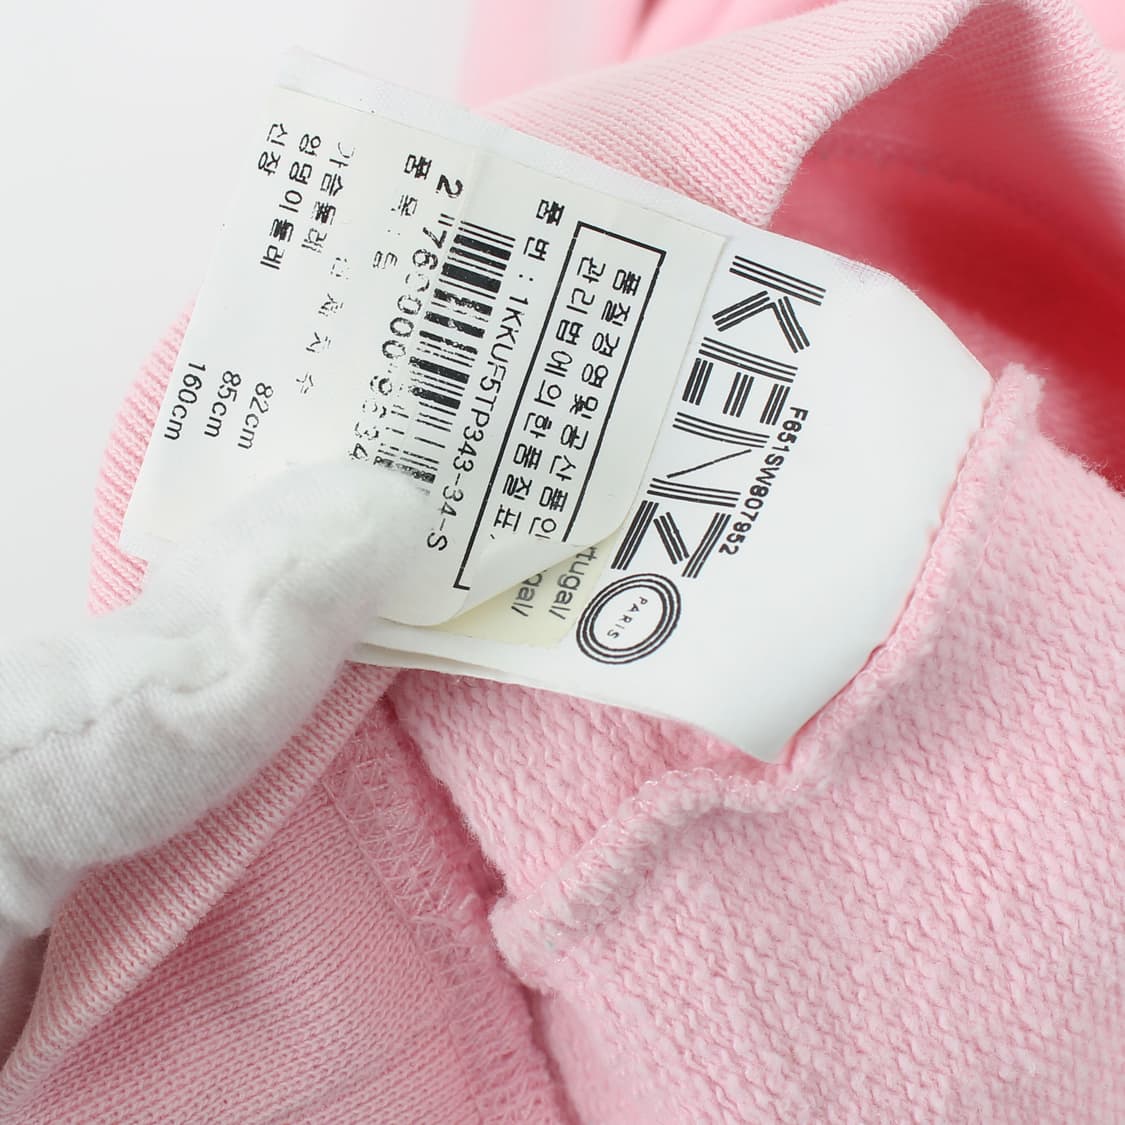 KENZO
PARIS
F651SW807952
rtugal/
gal/
품질경영및공산품안
관리법에의한품질표
품 번 : 1KKUF5TP343-34-S
품 목 :
가슴둘레
엉덩이둘레
신장
82cm
85cm
160cm